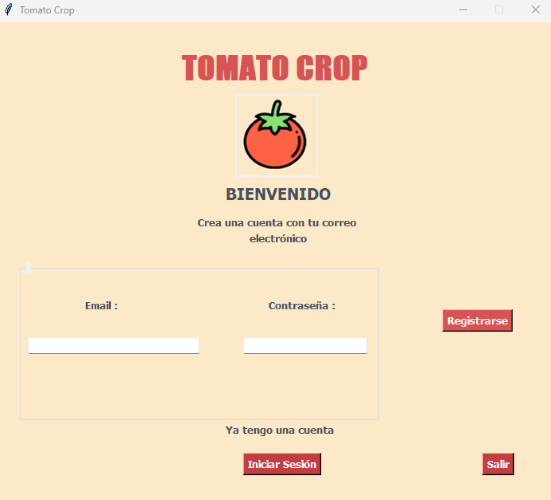 Tomato Crop
TOMATO CROP
BIENVENIDO
Crea una cuenta con tu correo
electrónico
Email :
Contraseña :
Registrarse
Ya tengo una cuenta
Iniciar Sesión
Salir